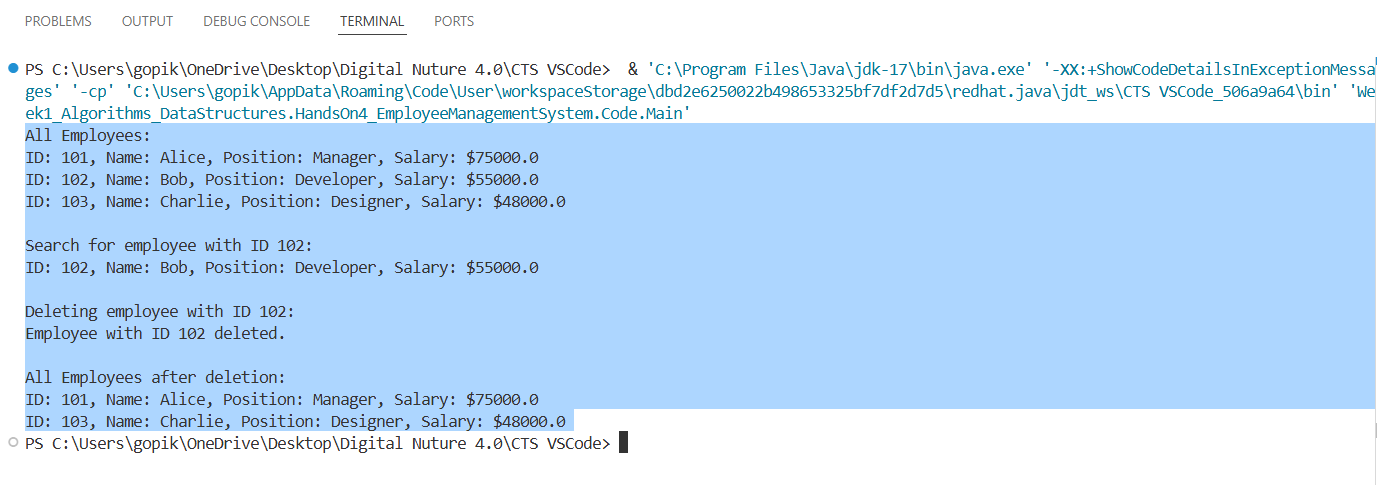 PROBLEMS OUTPUT DEBUG CONSOLE TERMINAL PORTS
PS C:\Users\gopik\OneDrive\Desktop\Digital Nuture 4.0\CTS VSCode>  & 'C:\Program Files\Java\jdk-17\bin\java.exe' '-XX:+ShowCodeDetailsInExceptionMessa
ges' '-cp' 'C:\Users\gopik\AppData\Roaming\Code\User\workspaceStorage\dbd2e6250022b498653325bf7df2d7d5\redhat.java\jdt_ws\CTS VSCode_506a9a64\bin' 'We
ek1_Algorithms_DataStructures.HandsOn4_EmployeeManagementSystem.Code.Main'
All Employees:
ID: 101, Name: Alice, Position: Manager, Salary: $75000.0
ID: 102, Name: Bob, Position: Developer, Salary: $55000.0
ID: 103, Name: Charlie, Position: Designer, Salary: $48000.0
Search for employee with ID 102:
ID: 102, Name: Bob, Position: Developer, Salary: $55000.0
Deleting employee with ID 102:
Employee with ID 102 deleted.
All Employees after deletion:
ID: 101, Name: Alice, Position: Manager, Salary: $75000.0
ID: 103, Name: Charlie, Position: Designer, Salary: $48000.0
PS C:\Users\gopik\OneDrive\Desktop\Digital Nuture 4.0\CTS VSCode>